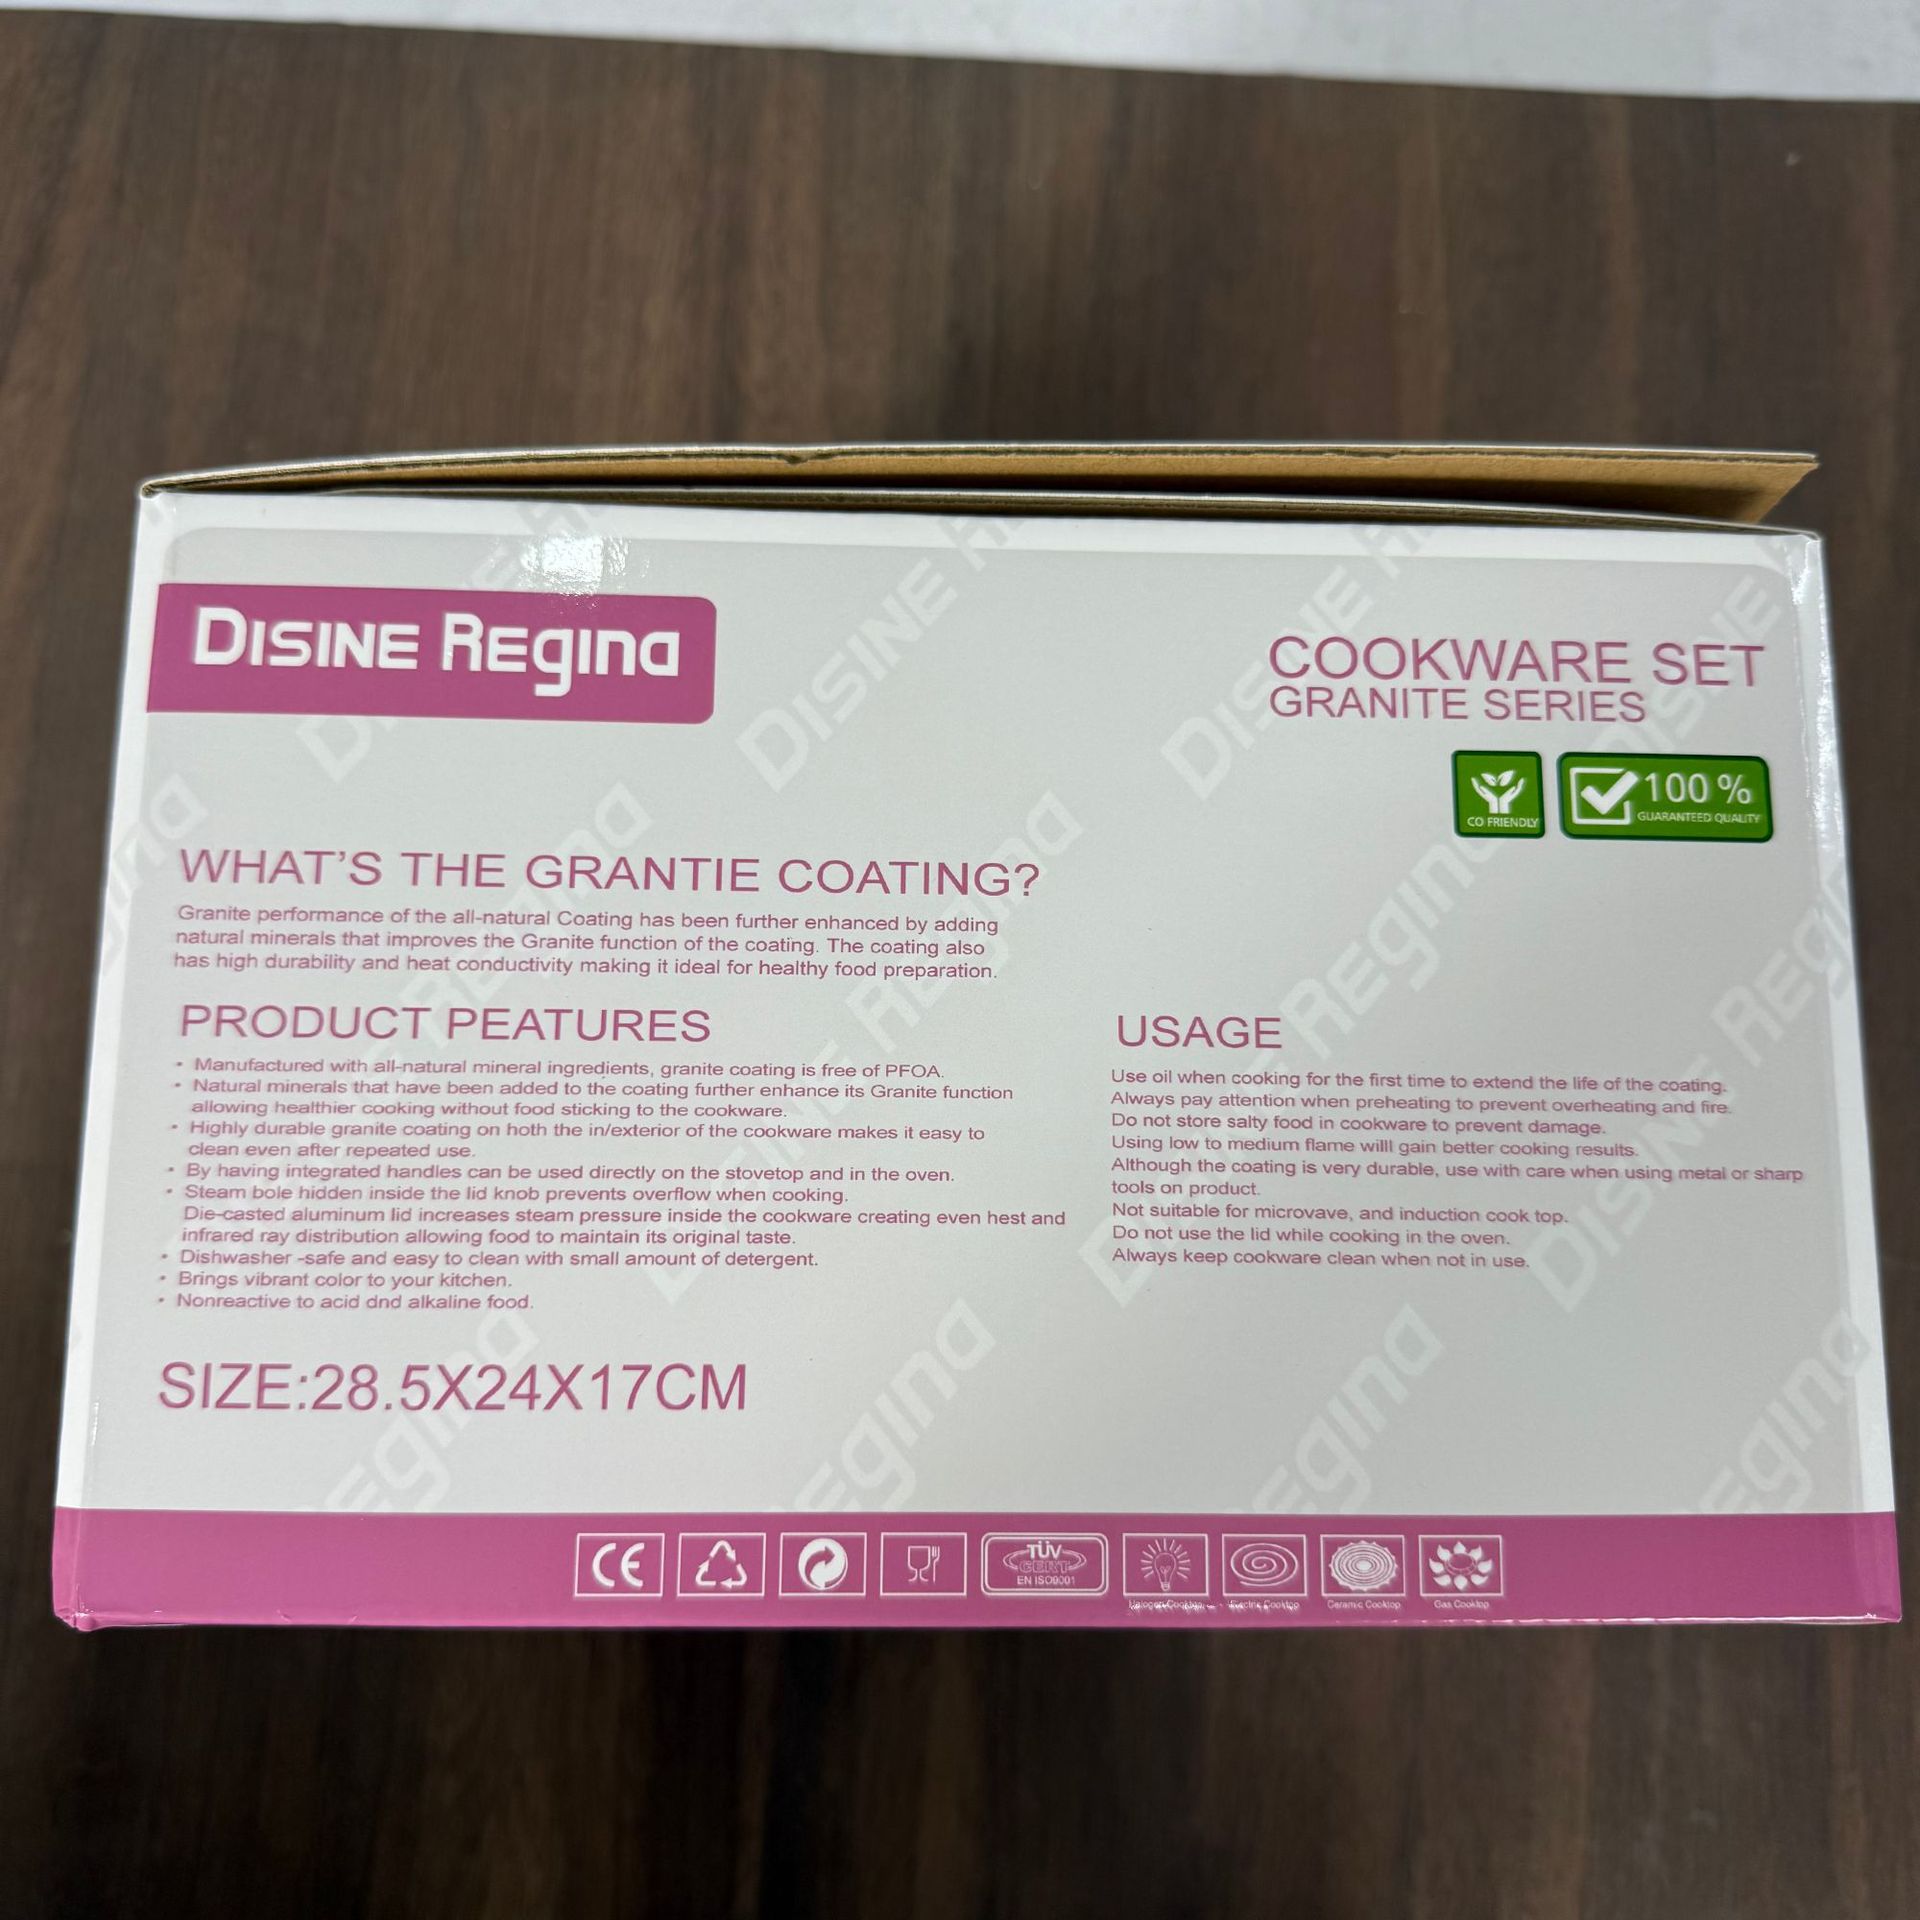 DISINE Regina
COOKWARE SET
GRANITE SERIES
CO FRIENDLY
100 %
GUARANTEED QUALITY
WHAT'S THE GRANTIE COATING?
Granite performance of the all-natural Coating has been further enhanced by adding
natural minerals that improves the Granite function of the coating. The coating also
has high durability and heat conductivity making it ideal for healthy food preparation.
PRODUCT PEATURES
• Manufactured with all-natural mineral ingredients, granite coating is free of PFOA.
• Natural minerals that have been added to the coating further enhance its Granite function
allowing healthier cooking without food sticking to the cookware.
• Highly durable granite coating on hoth the in/exterior of the cookware makes it easy to
clean even after repeated use.
• By having integrated handles can be used directly on the stovetop and in the oven.
• Steam bole hidden inside the lid knob prevents overflow when cooking.
Die-casted aluminum lid increases steam pressure inside the cookware creating even hest and
infrared ray distribution allowing food to maintain its original taste.
• Dishwasher -safe and easy to clean with small amount of detergent.
• Brings vibrant color to your kitchen.
• Nonreactive to acid dnd alkaline food.
USAGE
Use oil when cooking for the first time to extend the life of the coating.
Always pay attention when preheating to prevent overheating and fire.
Do not store salty food in cookware to prevent damage.
Using low to medium flame willl gain better cooking results.
Although the coating is very durable, use with care when using metal or sharp
tools on product.
Not suitable for microvave, and induction cook top.
Do not use the lid while cooking in the oven.
Always keep cookware clean when not in use.
SIZE:28.5X24X17CM
CE
TÜV
CERT
EN ISO9001
Halogen Cooktop
Electric Cooktop
Ceramic Cooktop
Gas Cooktop